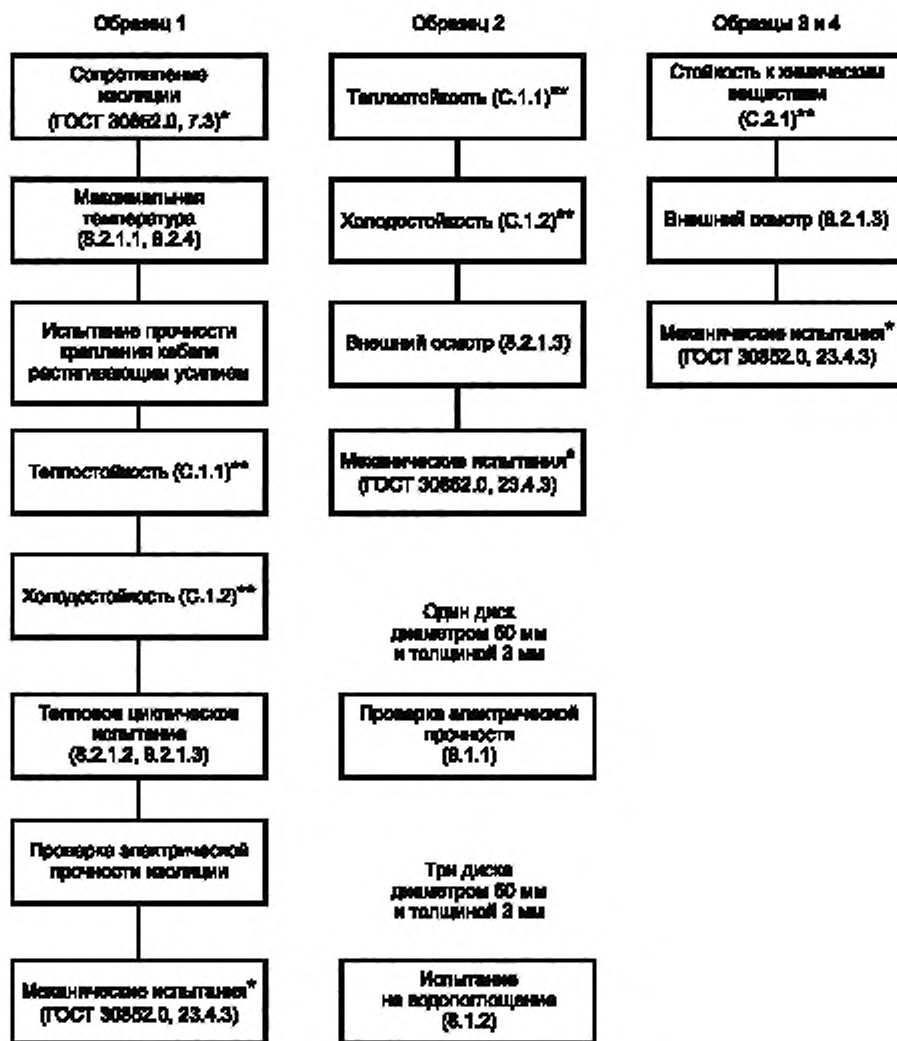 Образец 1
Сопротивление
изоляции
(ГОСТ 30852.0, 7.3)*
Максимальная
температура
(8.2.1.1, 8.2.4)
Испытание прочности
крапления кабеля
растягивающим усилием
Теплостойкость (С.1.1)**
Холодостойкость (С.1.2)**
Тепловое циклическое
испытание
(8.2.1.2, 8.2.1.3)
Проверка электрической
прочности изоляции
Механические испытания*
(ГОСТ 30852.0, 23.4.3)
Образец 2
Теплостойкость (С.1.1)**
Холодостойкость (С.1.2)**
Внешний осмотр (8.2.1.3)
Механические испытания*
(ГОСТ 30852.0, 23.4.3)
Один диск
диаметром 50 мм
и толщиной 3 мм
Проверка электрической
прочности
(8.1.1)
Три диска
диаметром 50 мм
и толщиной 3 мм
Испытание
на водопоглощение
(8.1.2)
Образцы 3 и 4
Стойкость к химическим
веществам
(С.2.1)**
Внешний осмотр (8.2.1.3)
Механические испытания*
(ГОСТ 30852.0, 23.4.3)